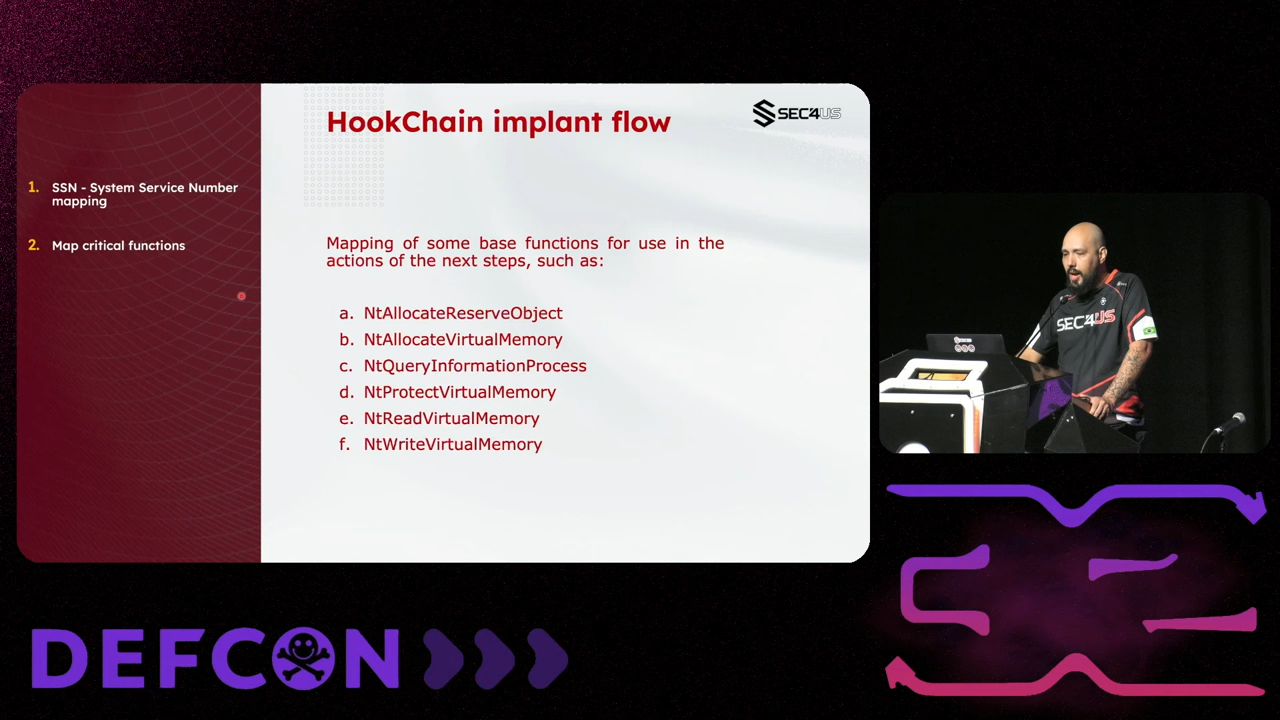 HookChain implant flow
SEC4US
1. SSN - System Service Number
mapping
2. Map critical functions
Mapping of some base functions for use in the
actions of the next steps, such as:
a. NtAllocateReserveObject
b. NtAllocateVirtualMemory
c. NtQueryInformationProcess
d. NtProtectVirtualMemory
e. NtReadVirtualMemory
f. NtWriteVirtualMemory
SEC4US
DEFCON